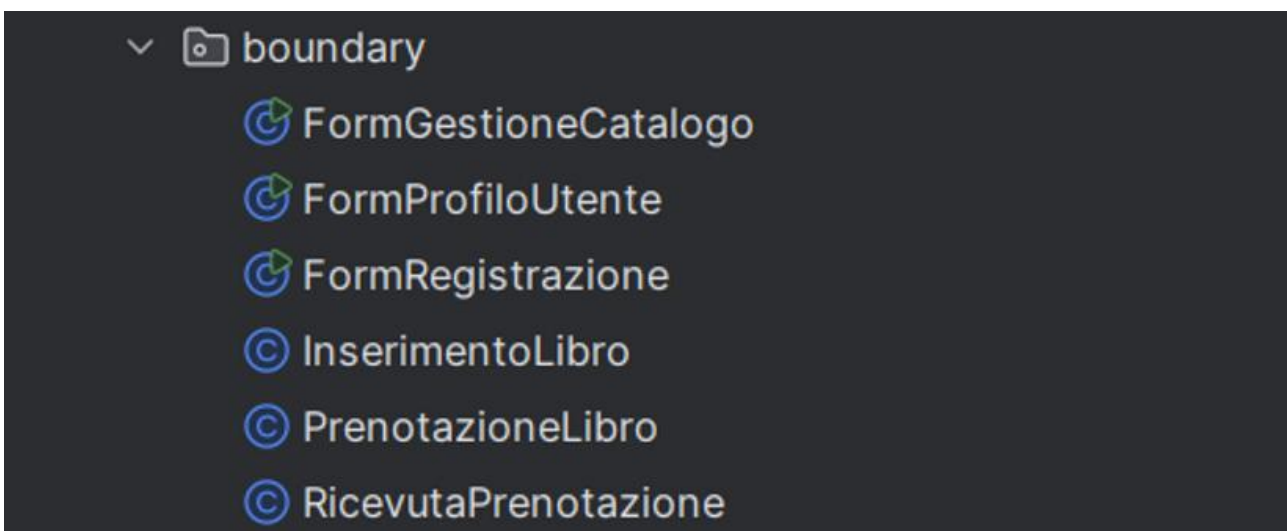 boundary
FormGestioneCatalogo
FormProfiloUtente
FormRegistrazione
InserimentoLibro
PrenotazioneLibro
RicevutaPrenotazione